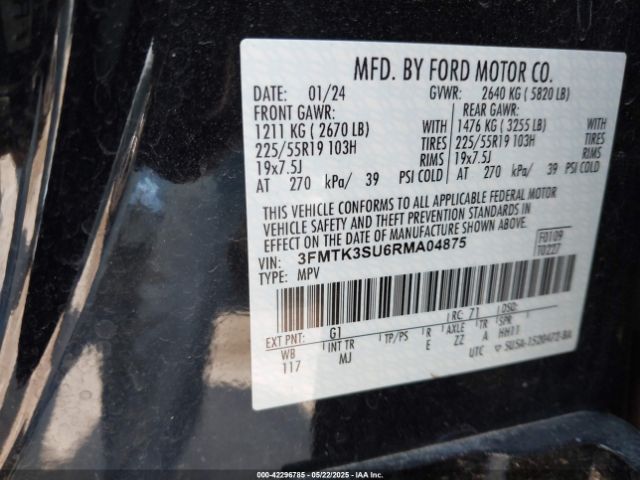 MFD. BY FORD MOTOR CO.
DATE: 01/24 GVWR: 2640 KG ( 5820 LB)
FRONT GAWR: REAR GAWR:
1211 KG ( 2670 LB) WITH 1476 KG ( 3255 LB) WITH
225/55R19 103H TIRES 225/55R19 103H TIRES
19x7.5J RIMS 19x7.5J RIMS
AT 270 kPa/ 39 PSI COLD AT 270 kPa/ 39 PSI COLD
THIS VEHICLE CONFORMS TO ALL APPLICABLE FEDERAL MOTOR
VEHICLE SAFETY AND THEFT PREVENTION STANDARDS IN
EFFECT ON THE DATE OF MANUFACTURE SHOWN ABOVE.
VIN: 3FMTK3SU6RMA04875 F0109
TYPE: MPV T0227
EXT PNT: G1 RC: 71 DSO:
WB INT TR TP/PS R AXLE TR SPR
117 MJ E ZZ A HH11
UTC
000-42296785 - 05/22/2025 - IAA Inc.